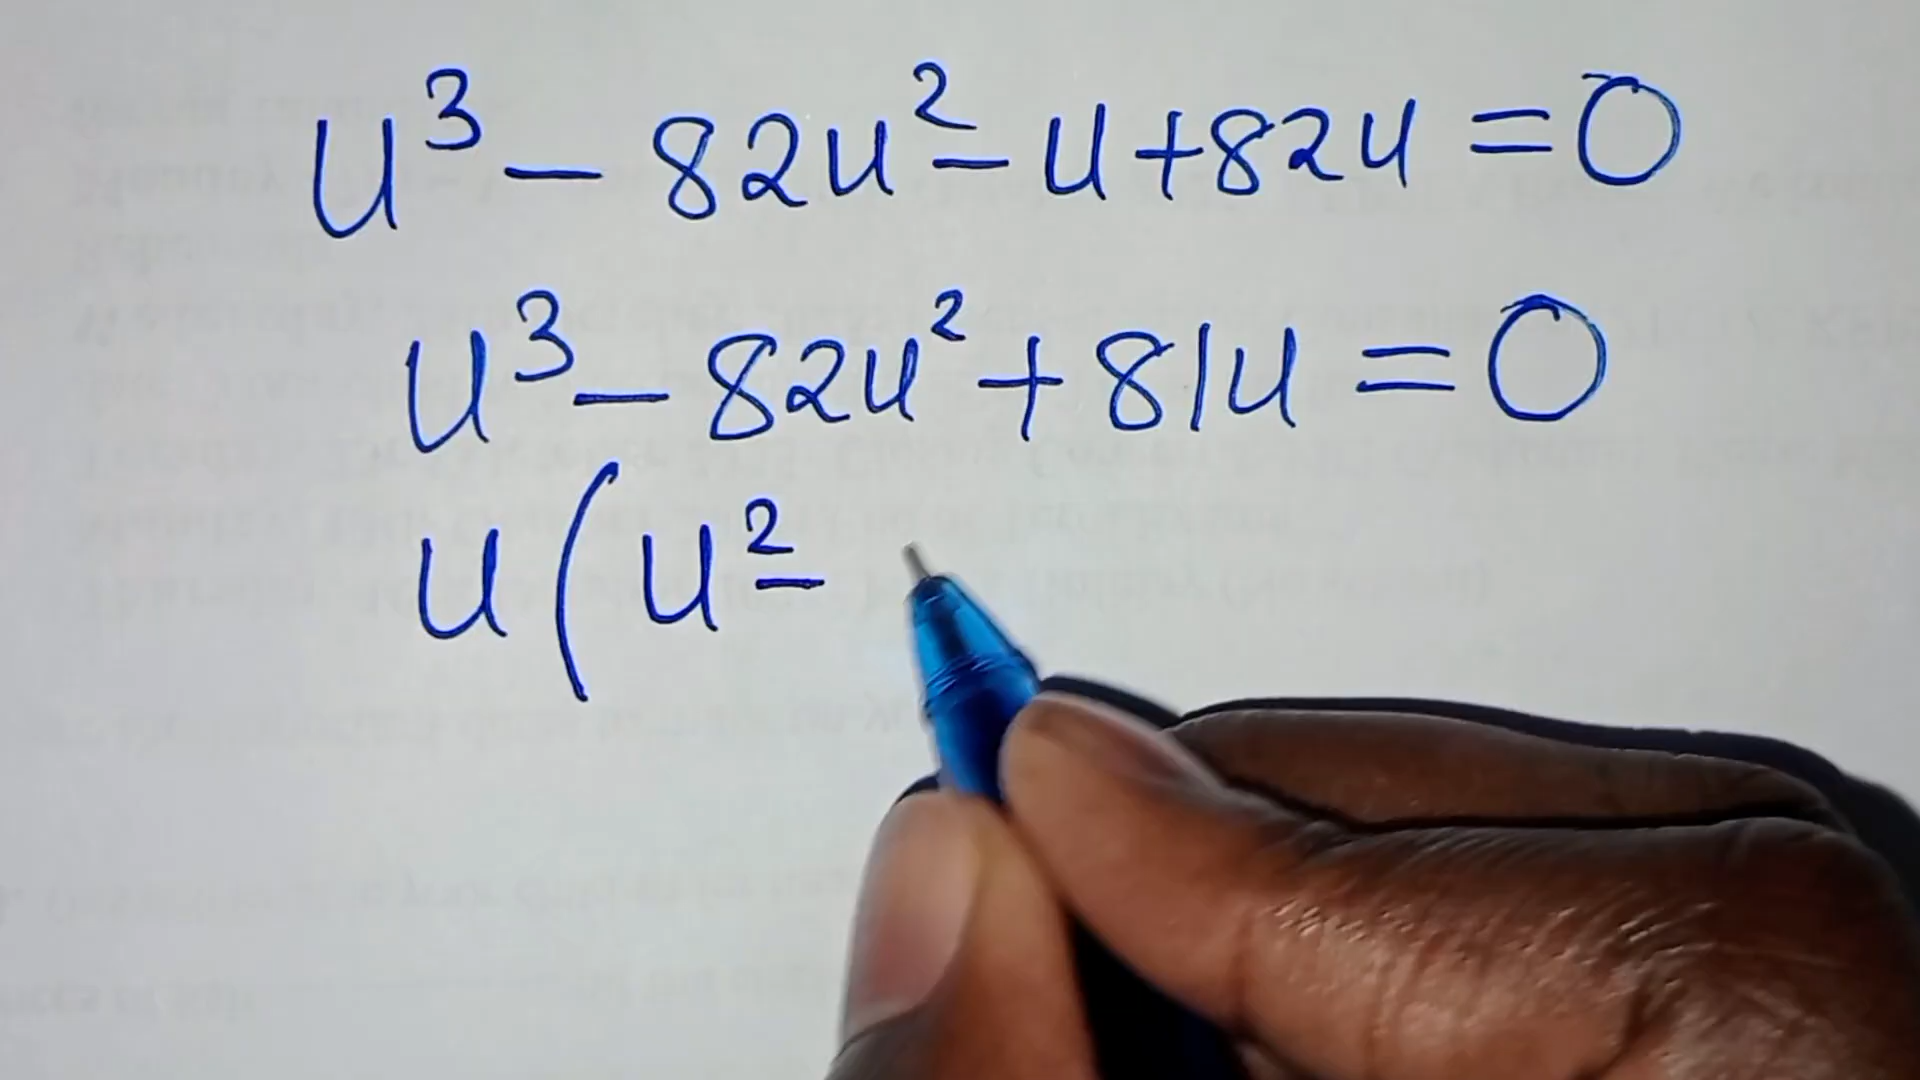 u³ - 82u² - u + 82u = 0
u³ - 82u² + 81u = 0
u(u² -